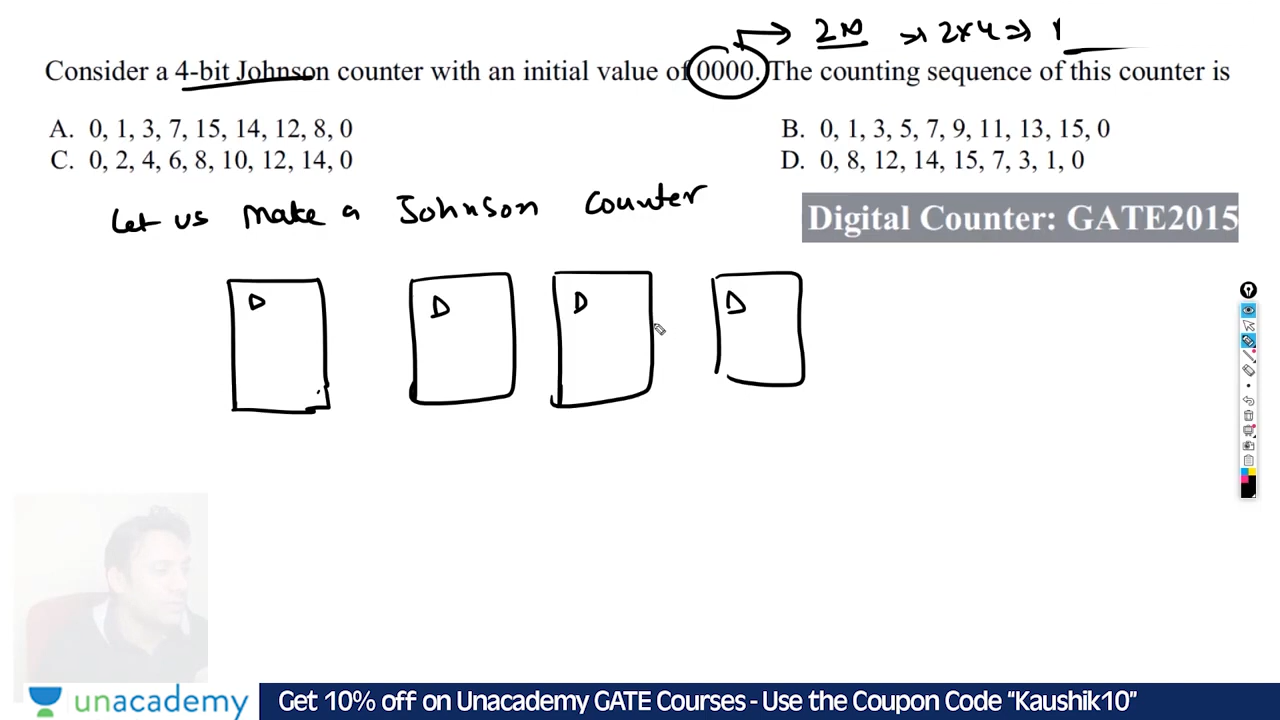 2N → 2×4 ⇒
Consider a 4-bit Johnson counter with an initial value of 0000. The counting sequence of this counter is
A. 0, 1, 3, 7, 15, 14, 12, 8, 0
B. 0, 1, 3, 5, 7, 9, 11, 13, 15, 0
C. 0, 2, 4, 6, 8, 10, 12, 14, 0
D. 0, 8, 12, 14, 15, 7, 3, 1, 0
Let us make a Johnson counter
Digital Counter: GATE2015
D D D D
unacademy
Get 10% off on Unacademy GATE Courses - Use the Coupon Code “Kaushik10”